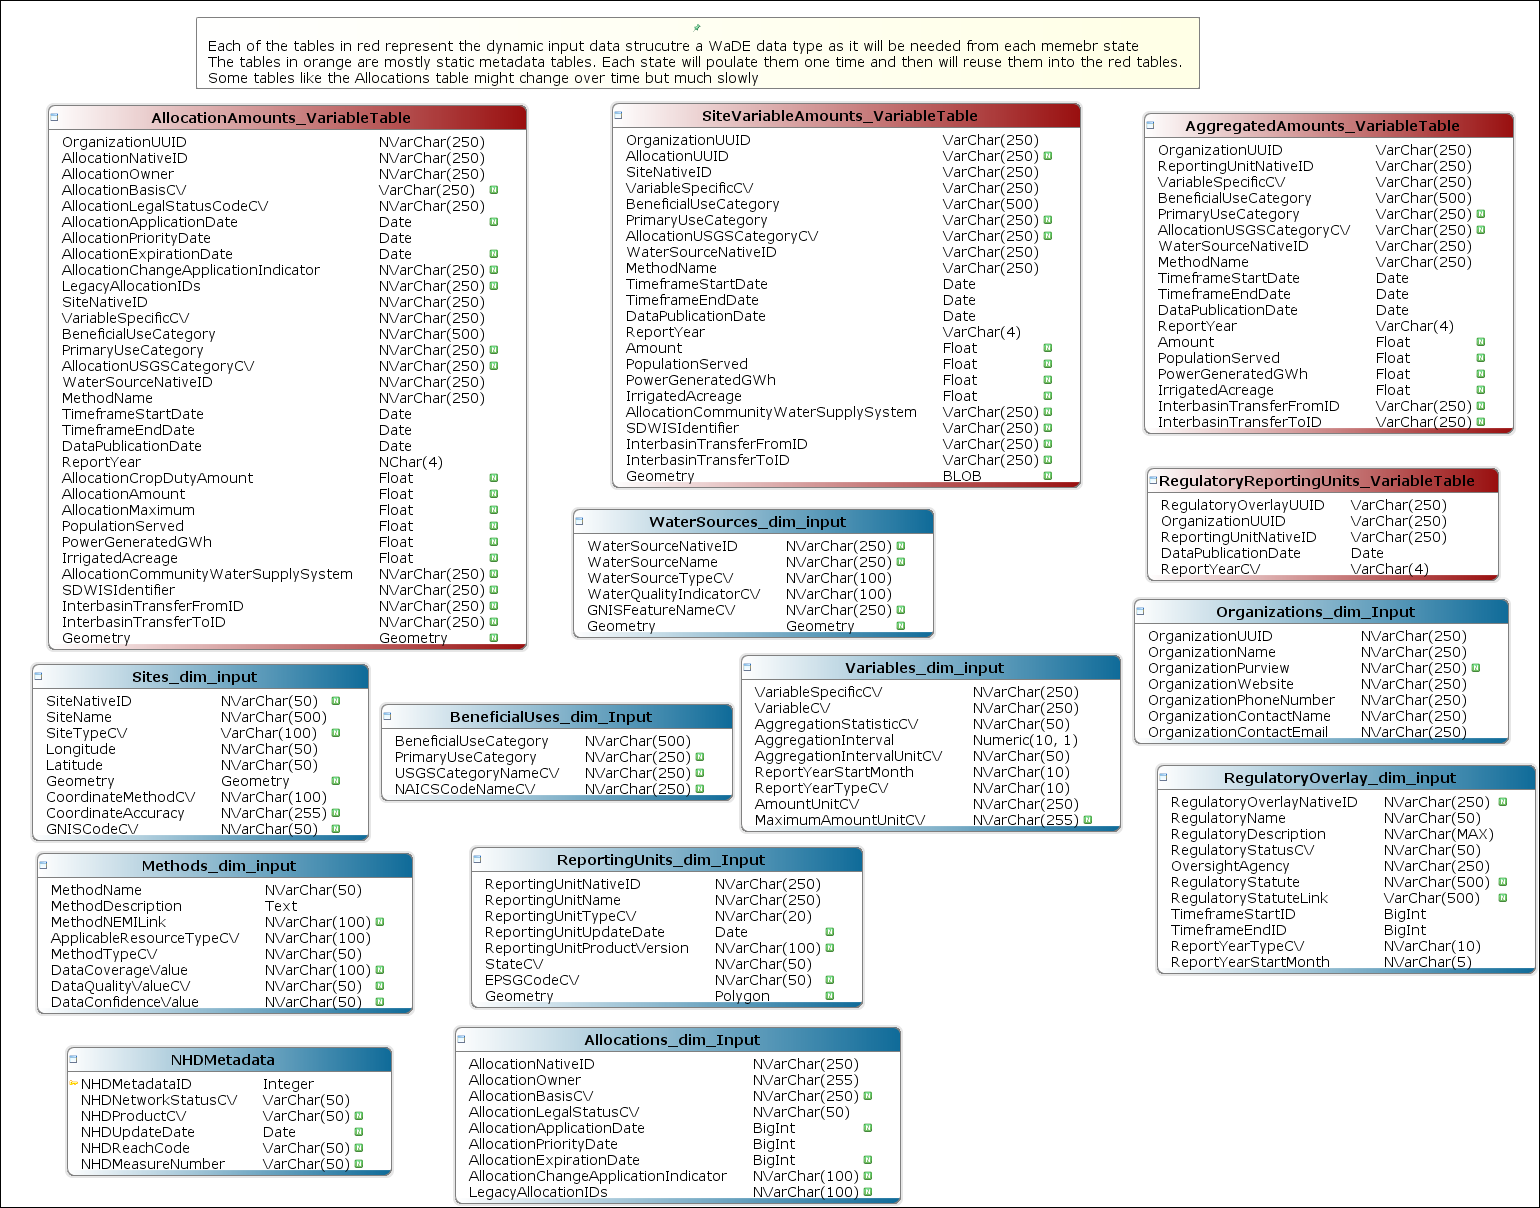 Each of the tables in red represent the dynamic input data strucutre a WaDE data type as it will be needed from each memebr state
The tables in orange are mostly static metadata tables. Each state will poulate them one time and then will reuse them into the red tables.
Some tables like the Allocations table might change over time but much slowly
AllocationAmounts_VariableTable
OrganizationUUID NVarChar(250)
AllocationNativeID NVarChar(250)
AllocationOwner NVarChar(250)
AllocationBasisCV VarChar(250) N
AllocationLegalStatusCodeCV NVarChar(250)
AllocationApplicationDate Date N
AllocationPriorityDate Date
AllocationExpirationDate Date N
AllocationChangeApplicationIndicator NVarChar(250) N
LegacyAllocationIDs NVarChar(250) N
SiteNativeID NVarChar(250)
VariableSpecificCV NVarChar(250)
BeneficialUseCategory NVarChar(500)
PrimaryUseCategory NVarChar(250) N
AllocationUSGSCategoryCV NVarChar(250) N
WaterSourceNativeID NVarChar(250)
MethodName NVarChar(250)
TimeframeStartDate Date
TimeframeEndDate Date
DataPublicationDate Date
ReportYear NChar(4)
AllocationCropDutyAmount Float N
AllocationAmount Float N
AllocationMaximum Float N
PopulationServed Float N
PowerGeneratedGWh Float N
IrrigatedAcreage Float N
AllocationCommunityWaterSupplySystem NVarChar(250) N
SDWISIdentifier NVarChar(250) N
InterbasinTransferFromID NVarChar(250) N
InterbasinTransferToID NVarChar(250) N
Geometry Geometry N
SiteVariableAmounts_VariableTable
OrganizationUUID VarChar(250)
AllocationUUID VarChar(250) N
SiteNativeID VarChar(250)
VariableSpecificCV VarChar(250)
BeneficialUseCategory VarChar(500)
PrimaryUseCategory VarChar(250) N
AllocationUSGSCategoryCV VarChar(250) N
WaterSourceNativeID VarChar(250)
MethodName VarChar(250)
TimeframeStartDate Date
TimeframeEndDate Date
DataPublicationDate Date
ReportYear VarChar(4)
Amount Float N
PopulationServed Float N
PowerGeneratedGWh Float N
IrrigatedAcreage Float N
AllocationCommunityWaterSupplySystem VarChar(250) N
SDWISIdentifier VarChar(250) N
InterbasinTransferFromID VarChar(250) N
InterbasinTransferToID VarChar(250) N
Geometry BLOB N
AggregatedAmounts_VariableTable
OrganizationUUID VarChar(250)
ReportingUnitNativeID VarChar(250)
VariableSpecificCV VarChar(250)
BeneficialUseCategory VarChar(500)
PrimaryUseCategory VarChar(250) N
AllocationUSGSCategoryCV VarChar(250) N
WaterSourceNativeID VarChar(250)
MethodName VarChar(250)
TimeframeStartDate Date
TimeframeEndDate Date
DataPublicationDate Date
ReportYear VarChar(4)
Amount Float N
PopulationServed Float N
PowerGeneratedGWh Float N
IrrigatedAcreage Float N
InterbasinTransferFromID VarChar(250) N
InterbasinTransferToID VarChar(250) N
RegulatoryReportingUnits_VariableTable
RegulatoryOverlayUUID VarChar(250)
OrganizationUUID VarChar(250)
ReportingUnitNativeID VarChar(250)
DataPublicationDate Date
ReportYearCV VarChar(4)
WaterSources_dim_input
WaterSourceNativeID NVarChar(250) N
WaterSourceName NVarChar(250) N
WaterSourceTypeCV NVarChar(100)
WaterQualityIndicatorCV NVarChar(100)
GNISFeatureNameCV NVarChar(250) N
Geometry Geometry N
Organizations_dim_Input
OrganizationUUID NVarChar(250)
OrganizationName NVarChar(250)
OrganizationPurview NVarChar(250) N
OrganizationWebsite NVarChar(250)
OrganizationPhoneNumber NVarChar(250)
OrganizationContactName NVarChar(250)
OrganizationContactEmail NVarChar(250)
Sites_dim_input
SiteNativeID NVarChar(50) N
SiteName NVarChar(500)
SiteTypeCV VarChar(100) N
Longitude NVarChar(50)
Latitude NVarChar(50)
Geometry Geometry N
CoordinateMethodCV NVarChar(100)
CoordinateAccuracy NVarChar(255) N
GNISCodeCV NVarChar(50) N
BeneficialUses_dim_Input
BeneficialUseCategory NVarChar(500)
PrimaryUseCategory NVarChar(250) N
USGSCategoryNameCV NVarChar(250) N
NAICSCodeNameCV NVarChar(250) N
Variables_dim_input
VariableSpecificCV NVarChar(250)
VariableCV NVarChar(250)
AggregationStatisticCV NVarChar(50)
AggregationInterval Numeric(10, 1)
AggregationIntervalUnitCV NVarChar(50)
ReportYearStartMonth NVarChar(10)
ReportYearTypeCV NVarChar(10)
AmountUnitCV NVarChar(250)
MaximumAmountUnitCV NVarChar(255) N
RegulatoryOverlay_dim_input
RegulatoryOverlayNativeID NVarChar(250) N
RegulatoryName NVarChar(50)
RegulatoryDescription NVarChar(MAX)
RegulatoryStatusCV NVarChar(50)
OversightAgency NVarChar(250)
RegulatoryStatute NVarChar(500) N
RegulatoryStatuteLink VarChar(500) N
TimeframeStartID BigInt
TimeframeEndID BigInt
ReportYearTypeCV NVarChar(10)
ReportYearStartMonth NVarChar(5)
Methods_dim_input
MethodName NVarChar(50)
MethodDescription Text
MethodNEMILink NVarChar(100) N
ApplicableResourceTypeCV NVarChar(100)
MethodTypeCV NVarChar(50)
DataCoverageValue NVarChar(100) N
DataQualityValueCV NVarChar(50) N
DataConfidenceValue NVarChar(50) N
ReportingUnits_dim_Input
ReportingUnitNativeID NVarChar(250)
ReportingUnitName NVarChar(250)
ReportingUnitTypeCV NVarChar(20)
ReportingUnitUpdateDate Date N
ReportingUnitProductVersion NVarChar(100) N
StateCV NVarChar(50)
EPSGCodeCV NVarChar(50) N
Geometry Polygon N
NHDMetadata
NHDMetadataID Integer
NHDNetworkStatusCV VarChar(50)
NHDProductCV VarChar(50) N
NHDUpdateDate Date N
NHDReachCode VarChar(50) N
NHDMeasureNumber VarChar(50) N
Allocations_dim_Input
AllocationNativeID NVarChar(250)
AllocationOwner NVarChar(255)
AllocationBasisCV NVarChar(250) N
AllocationLegalStatusCV NVarChar(50)
AllocationApplicationDate BigInt N
AllocationPriorityDate BigInt
AllocationExpirationDate BigInt N
AllocationChangeApplicationIndicator NVarChar(100) N
LegacyAllocationIDs NVarChar(100) N